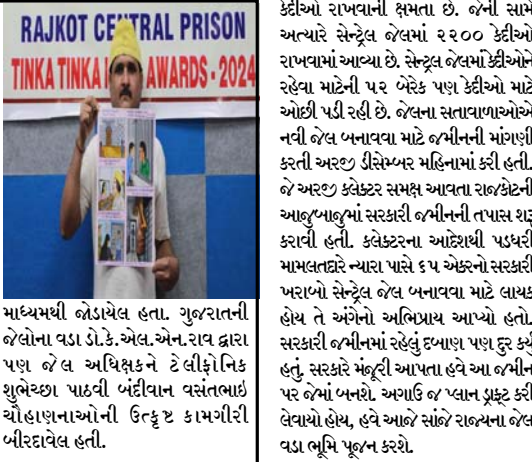 RAJKOT CENTRAL PRISON
TINKA TINKA AWARDS - 2024
માધ્યમથી જોડાયેલ હતા. ગુજરાતની
જેલોના વડા ડો.કે.એલ.એન.રાવ દ્વારા
પણ જેલ અધિક્ષકને ટેલીફોનિક
શુભેચ્છા પાઠવી બંદીવાન વસંતભાઇ
ચૌહાણનાઓની ઉત્કૃષ્ટ કામગીરી
બીરદાવેલ હતી.
કેદીઓ રાખવાની ક્ષમતા છે. જેની સામે
અત્યારે સેન્ટ્રલ જેલમાં ૨૨૦૦ કેદીઓ
રાખવામાં આવ્યા છે. સેન્ટ્રલ જેલમાં કેદીઓને
રહેવા માટેની ૫૨ બેરેક પણ કેદીઓ માટે
ઓછી પડી રહી છે. જેલના સતાવાળાઓએ
નવી જેલ બનાવવા માટે જમીનની માંગણી
કરતી અરજી ડીસેમ્બર મહિનામાં કરી હતી.
જે અરજી કલેક્ટર સમક્ષ આવતા રાજકોટની
આજુબાજુમાં સરકારી જમીનની તપાસ શરૂ
કરાવી હતી. કલેક્ટરના આદેશથી પડધરી
મામલતદારે ન્યારા પાસે ૬૫ એકરનો સરકારી
ખરાબો સેન્ટ્રલ જેલ બનાવવા માટે લાયક
હોય તે અંગેનો અભિપ્રાય આપ્યો હતો.
સરકારી જમીનમાં રહેલું દબાણ પણ દુર કર્યું
હતું. સરકારે મંજૂરી આપતા હવે આ જમીન
પર જેમાં બનશે. અગાઉ જ પ્લાન ડ્રાફ્ટ કરી
લેવાયો હોય, હવે આજે સાંજે રાજ્યના જેલ
વડા ભૂમિ પૂજન કરશે.